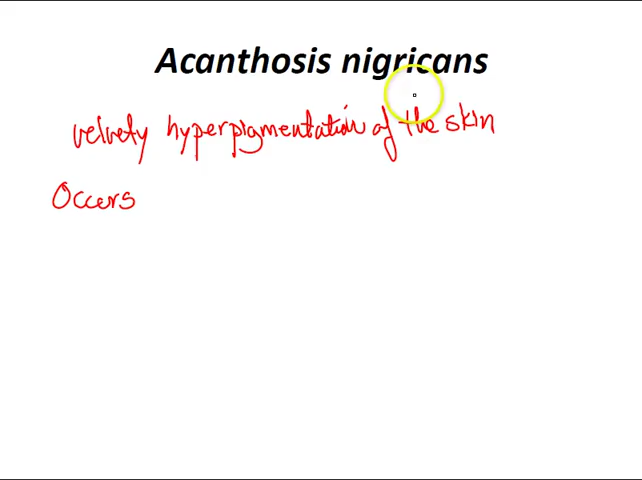 Acanthosis nigricans
velvety hyperpigmentation of the skin
Occurs